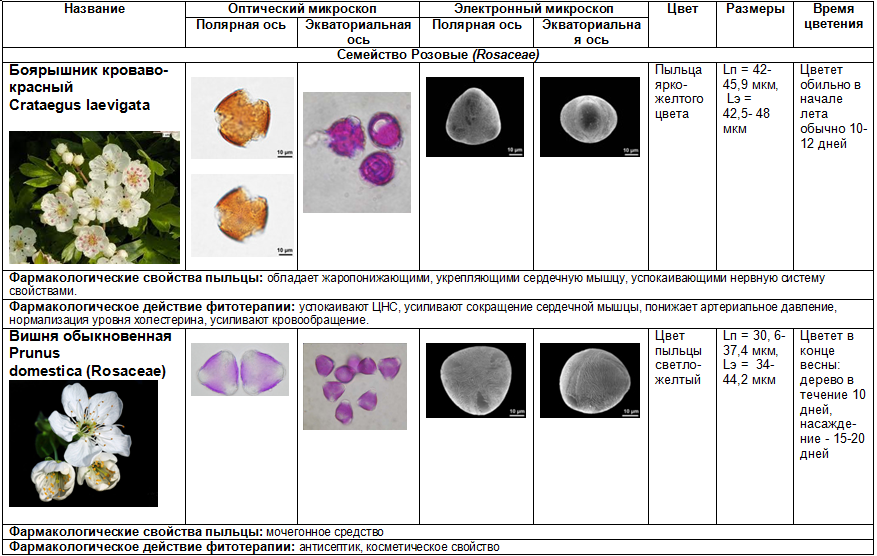 Название
Оптический микроскоп
Электронный микроскоп
Цвет
Размеры
Время
цветения
Полярная ось
Экваториальная
ось
Полярная ось
Экваториальна
я ось
Семейство Розовые (Rosaceae)
Боярышник кроваво-
красный
Crataegus laevigata
10 μm
10 μm
10 μm
10 μm
Пыльца
ярко-
желтого
цвета
Lп = 42-
45,9 мкм,
Lэ =
42,5- 48
мкм
Цветет
обильно в
начале
лета
обычно 10-
12 дней
Фармакологические свойства пыльцы: обладает жаропонижающими, укрепляющими сердечную мышцу, успокаивающими нервную систему
свойствами.
Фармакологическое действие фитотерапии: успокаивают ЦНС, усиливают сокращение сердечной мышцы, понижает артериальное давление,
нормализация уровня холестерина, усиливают кровообращение.
Вишня обыкновенная
Prunus
domestica (Rosaceae)
10 μm
10 μm
Цвет
пыльцы
светло-
желтый
Lп = 30, 6-
37,4 мкм,
Lэ = 34-
44,2 мкм
Цветет в
конце
весны:
дерево в
течение 10
дней,
насажде-
ние - 15-20
дней
Фармакологические свойства пыльцы: мочегонное средство
Фармакологическое действие фитотерапии: антисептик, косметическое свойство